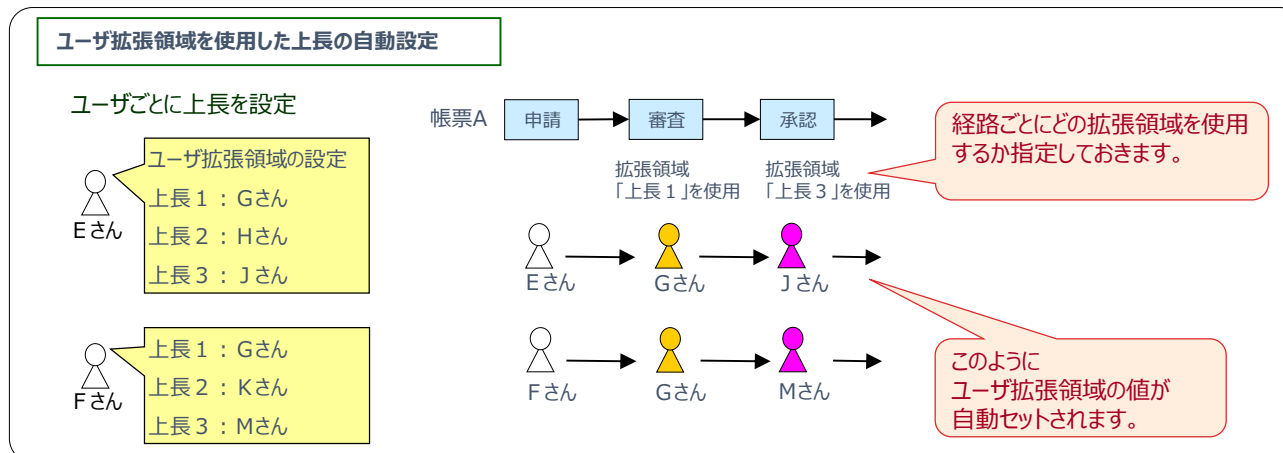 ユーザ拡張領域を使用した上長の自動設定
ユーザごとに上長を設定
ユーザ拡張領域の設定
上長１：Ｇさん
上長２：Ｈさん
上長３：Ｊさん
Ｅさん
上長１：Ｇさん
上長２：Ｋさん
上長３：Ｍさん
Ｆさん
帳票A
申請
審査
承認
拡張領域
「上長１」を使用
拡張領域
「上長３」を使用
Ｅさん
Ｇさん
Ｊさん
Ｆさん
Ｇさん
Ｍさん
経路ごとにどの拡張領域を使用
するか指定しておきます。
このように
ユーザ拡張領域の値が
自動セットされます。